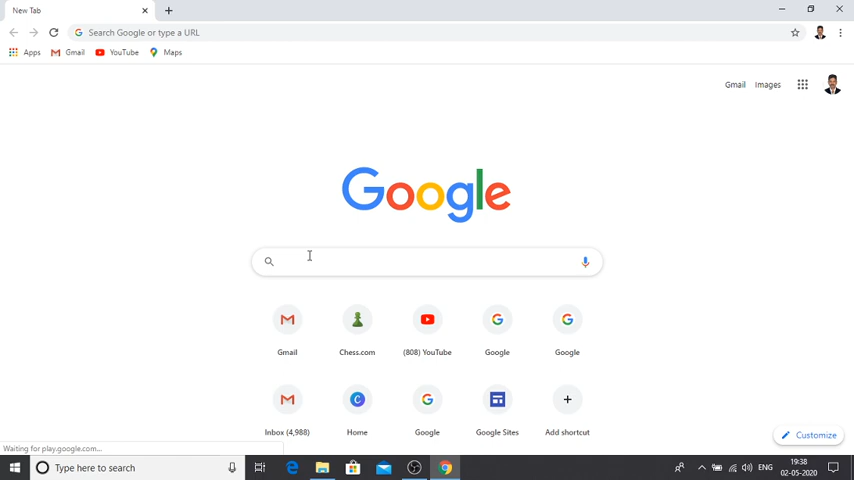 New Tab
Search Google or type a URL
Apps Gmail YouTube Maps
Gmail Images
Google
Gmail Chess.com (808) YouTube Google Google
Inbox (4,988) Home Google Google Sites Add shortcut
Customize
Waiting for play.google.com...
Type here to search
ENG
19:38
02-05-2020